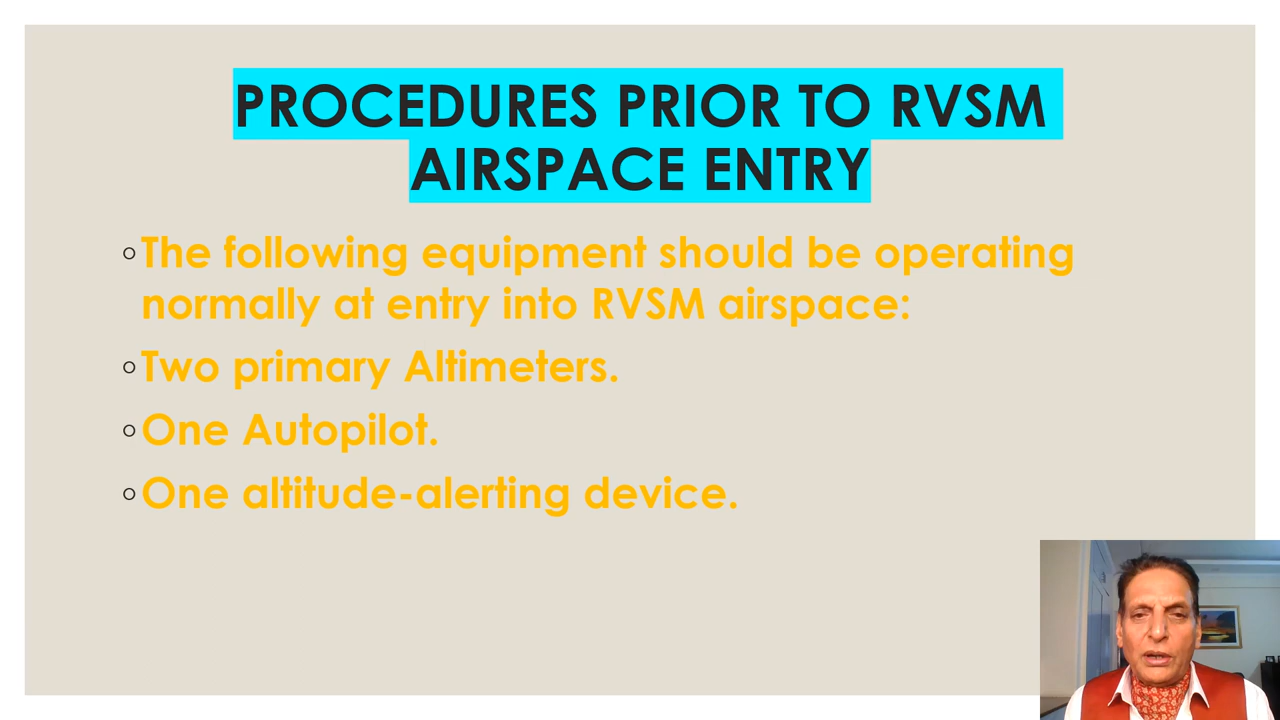 PROCEDURES PRIOR TO RVSM
AIRSPACE ENTRY
◦The following equipment should be operating
normally at entry into RVSM airspace:
◦Two primary Altimeters.
◦One Autopilot.
◦One altitude-alerting device.